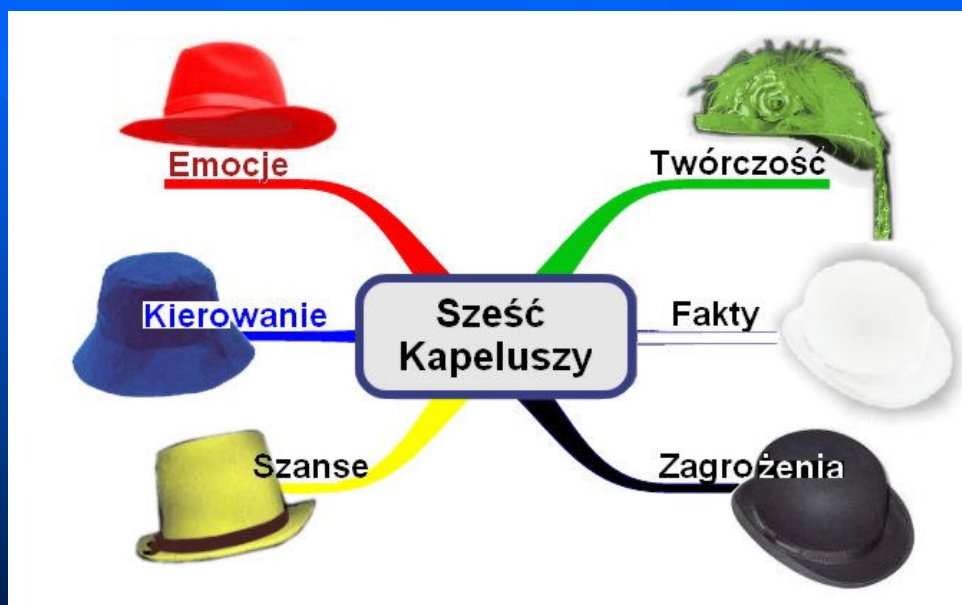 Emocje
Twórczość
Kierowanie
Sześć
Kapeluszy
Fakty
Szanse
Zagrożenia